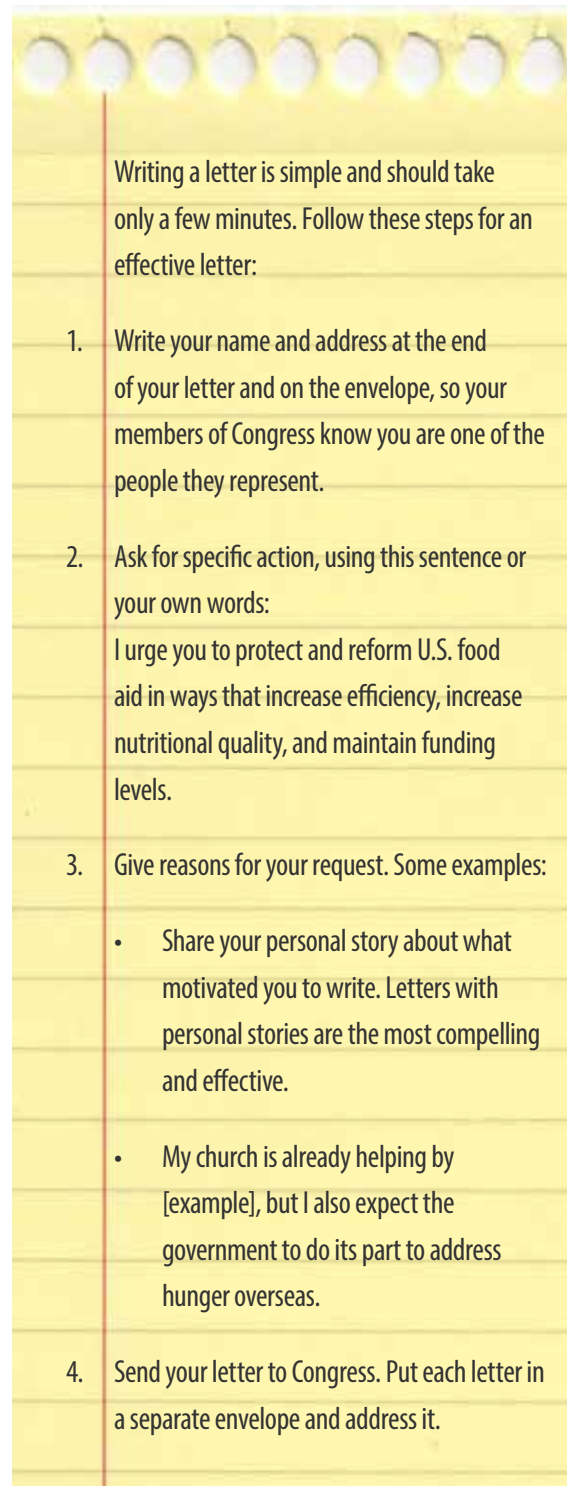 Writing a letter is simple and should take
only a few minutes. Follow these steps for an
effective letter:
1. Write your name and address at the end
of your letter and on the envelope, so your
members of Congress know you are one of the
people they represent.
2. Ask for specific action, using this sentence or
your own words:
I urge you to protect and reform U.S. food
aid in ways that increase efficiency, increase
nutritional quality, and maintain funding
levels.
3. Give reasons for your request. Some examples:
• Share your personal story about what
motivated you to write. Letters with
personal stories are the most compelling
and effective.
• My church is already helping by
[example], but I also expect the
government to do its part to address
hunger overseas.
4. Send your letter to Congress. Put each letter in
a separate envelope and address it.